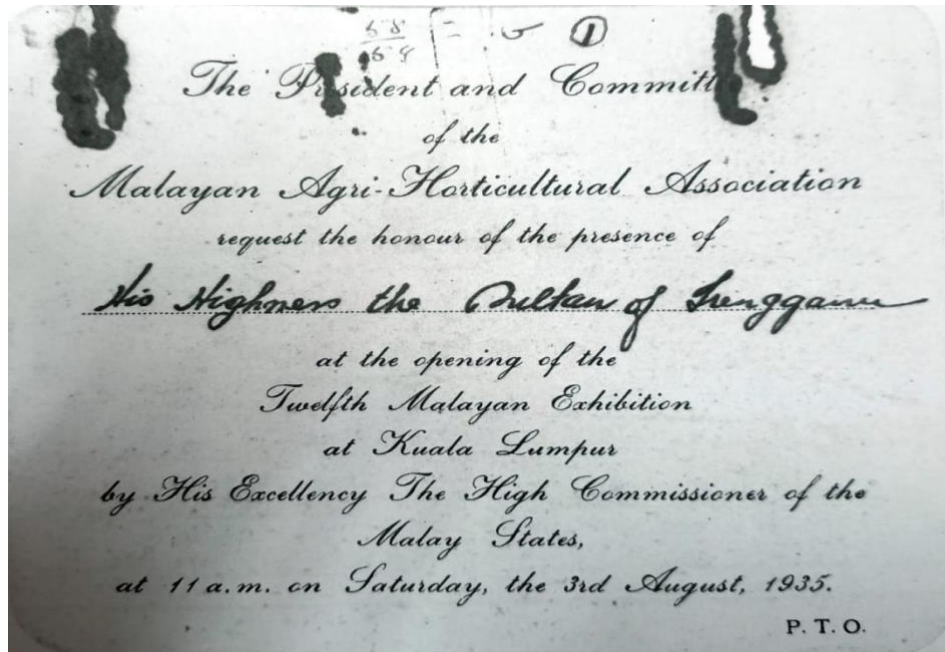 58
①
The President and Committ
of the
Malayan Agri-Horticultural Association
request the honour of the presence of
His Highness the Sultan of Trengganu
at the opening of the
Twelfth Malayan Exhibition
at Kuala Lumpur
by His Excellency The High Commissioner of the
Malay States,
at 11 a.m. on Saturday, the 3rd August, 1935.
P. T. O.